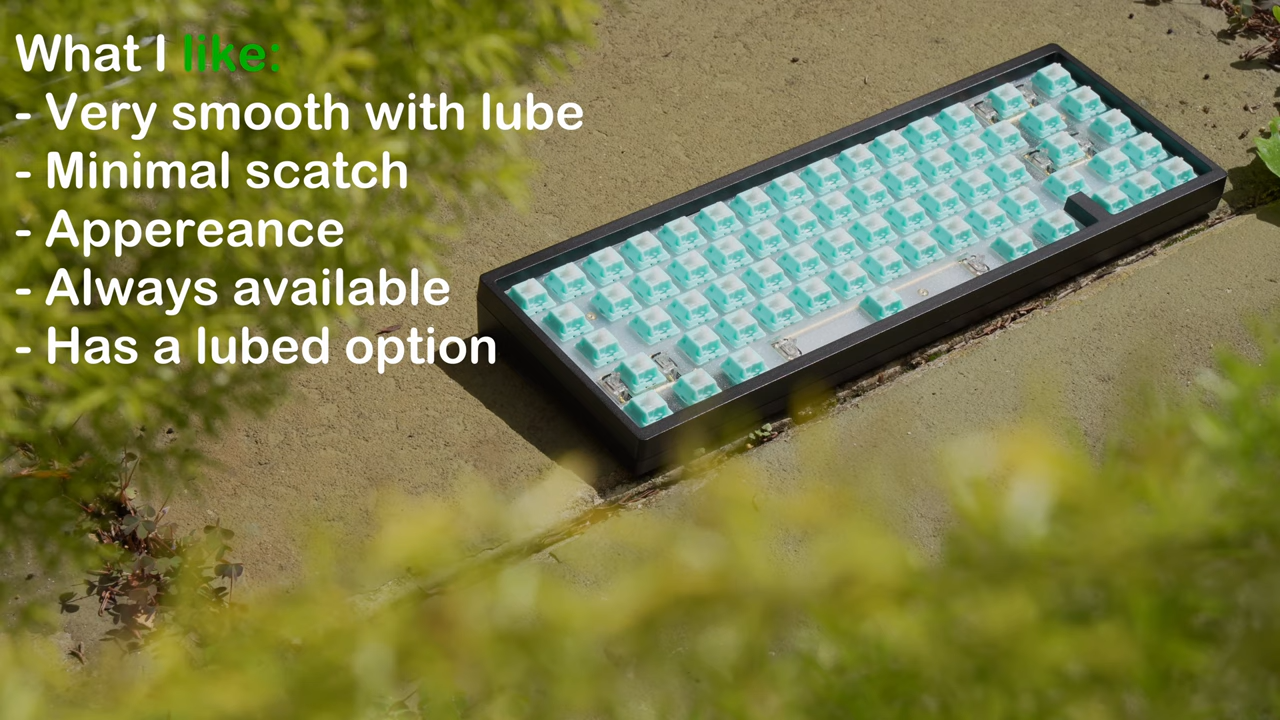 What I like:
- Very smooth with lube
- Minimal scatch
- Appereance
- Always available
- Has a lubed option